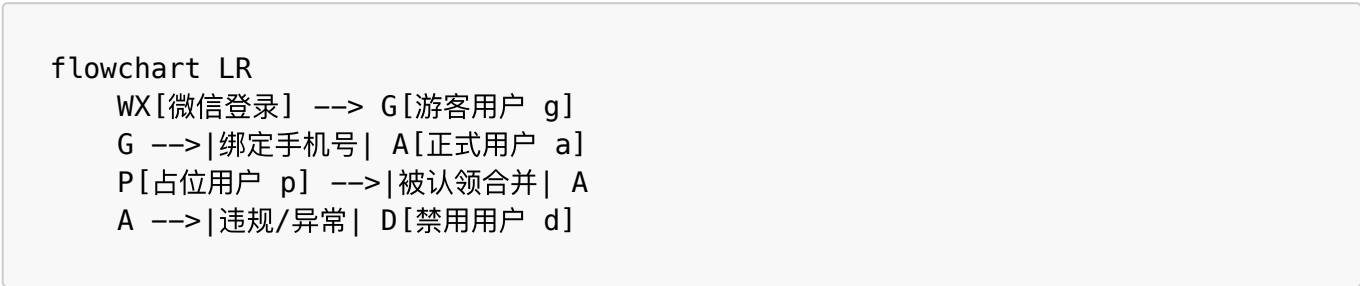 flowchart LR
    WX[微信登录] --> G[游客用户 g]
    G -->|绑定手机号| A[正式用户 a]
    P[占位用户 p] -->|被认领合并| A
    A -->|违规/异常| D[禁用用户 d]